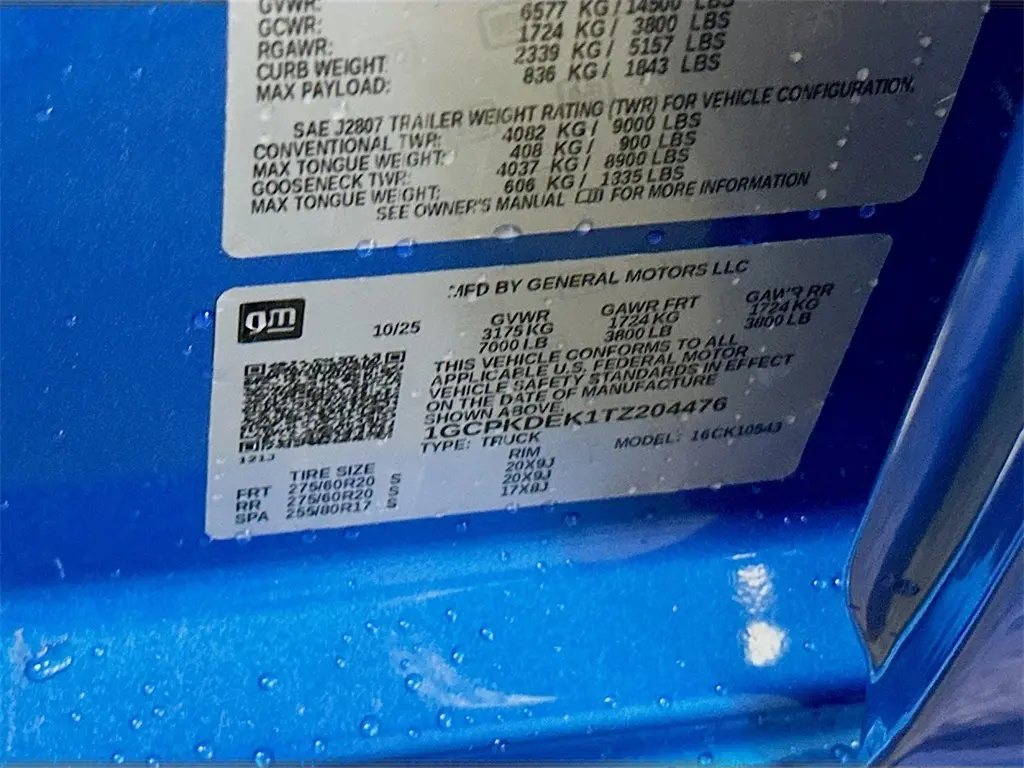 GVWR:
GCWR: 6577 KG / 14500 LBS
RGAWR: 1724 KG / 3800 LBS
CURB WEIGHT 2339 KG / 5157 LBS
MAX PAYLOAD: 836 KG / 1843 LBS
SAE J2807 TRAILER WEIGHT RATING (TWR) FOR VEHICLE CONFIGURATION.
CONVENTIONAL TWR: 4082 KG / 9000 LBS
MAX TONGUE WEIGHT: 408 KG / 900 LBS
GOOSENECK TWR: 4037 KG / 8900 LBS
MAX TONGUE WEIGHT: 606 KG / 1335 LBS
SEE OWNER'S MANUAL FOR MORE INFORMATION
gm
MFD BY GENERAL MOTORS LLC
10/25
GVWR GAWR FRT GAWR RR
3175 KG 1724 KG 1724 KG
7000 LB 3800 LB 3800 LB
THIS VEHICLE CONFORMS TO ALL
APPLICABLE U.S. FEDERAL MOTOR
VEHICLE SAFETY STANDARDS IN EFFECT
ON THE DATE OF MANUFACTURE
SHOWN ABOVE.
1GCPKDEK1TZ204476
TYPE: TRUCK MODEL: 16CK10543
121J
TIRE SIZE RIM
FRT 275/60R20 S 20X9J
RR 275/60R20 S 20X9J
SPA 255/80R17 S 17X8J